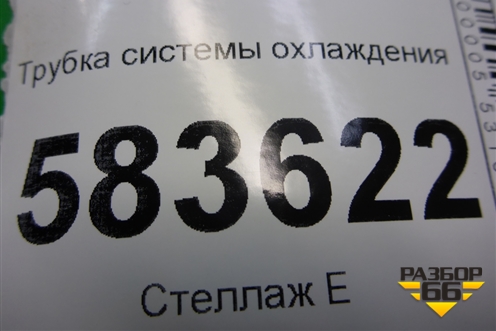 Трубка системы охлаждения
583622
Стеллаж Е
РАЗБОР
66